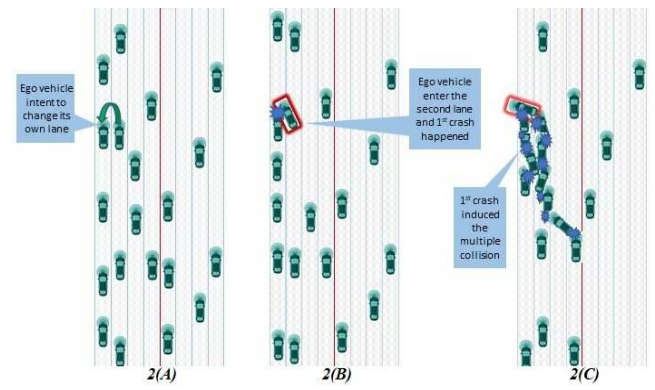 Ego vehicle
intent to
change its
own lane
Ego vehicle
enter the
second lane
and 1st crash
happened
1st crash
induced
the
multiple
collision
2(A)
2(B)
2(C)